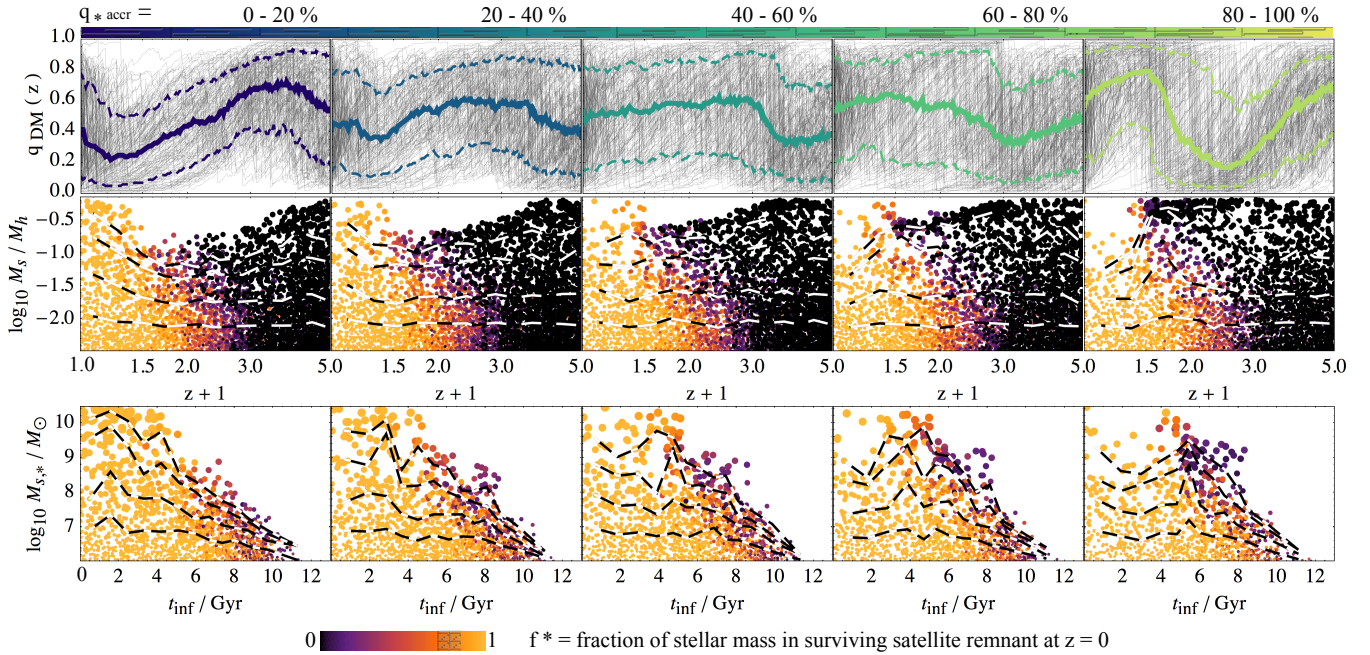 q * accr = 0 - 20 % 20 - 40 % 40 - 60 % 60 - 80 % 80 - 100 %
1.0
0.8
0.6
0.4
0.2
0.0
q DM ( z )
−0.5
−1.0
−1.5
−2.0
log10 Ms / Mh
1.0 1.5 2.0 3.0 5.0 1.5 2.0 3.0 5.0 1.5 2.0 3.0 5.0 1.5 2.0 3.0 5.0 1.5 2.0 3.0 5.0
z + 1 z + 1 z + 1 z + 1 z + 1
10
9
8
7
log10 Ms,* / M⊙
0 2 4 6 8 10 12 2 4 6 8 10 12 2 4 6 8 10 12 2 4 6 8 10 12 2 4 6 8 10 12
tinf / Gyr tinf / Gyr tinf / Gyr tinf / Gyr tinf / Gyr
0 1 f * = fraction of stellar mass in surviving satellite remnant at z = 0